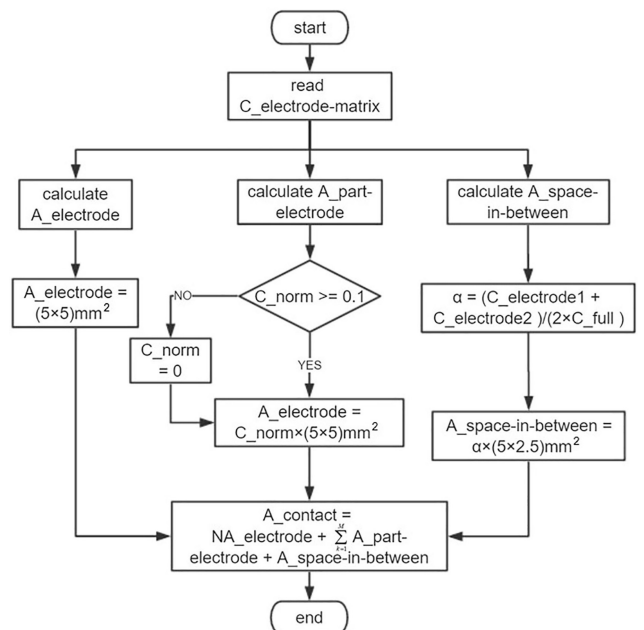 start
read
C_electrode-matrix
calculate
A_electrode
calculate A_part-
electrode
calculate A_space-
in-between
A_electrode =
(5×5)mm²
C_norm >= 0.1
α = (C_electrode1 +
C_electrode2 )/(2×C_full )
NO
C_norm
= 0
YES
A_electrode =
C_norm×(5×5)mm²
A_space-in-between =
α×(5×2.5)mm²
A_contact =
NA_electrode + \sum_{k=1}^{M} A_part-
electrode + A_space-in-between
end